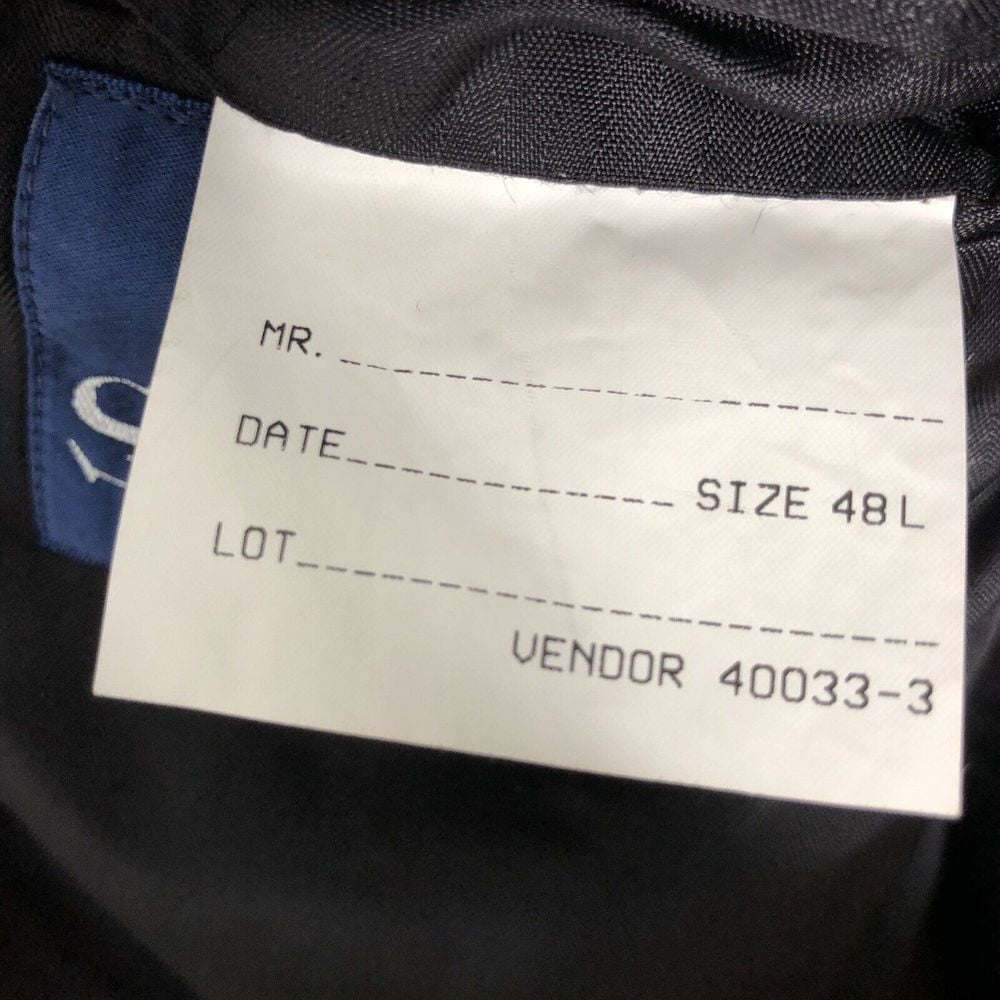 MR.
DATE SIZE 48L
LOT
VENDOR 40033-3
S